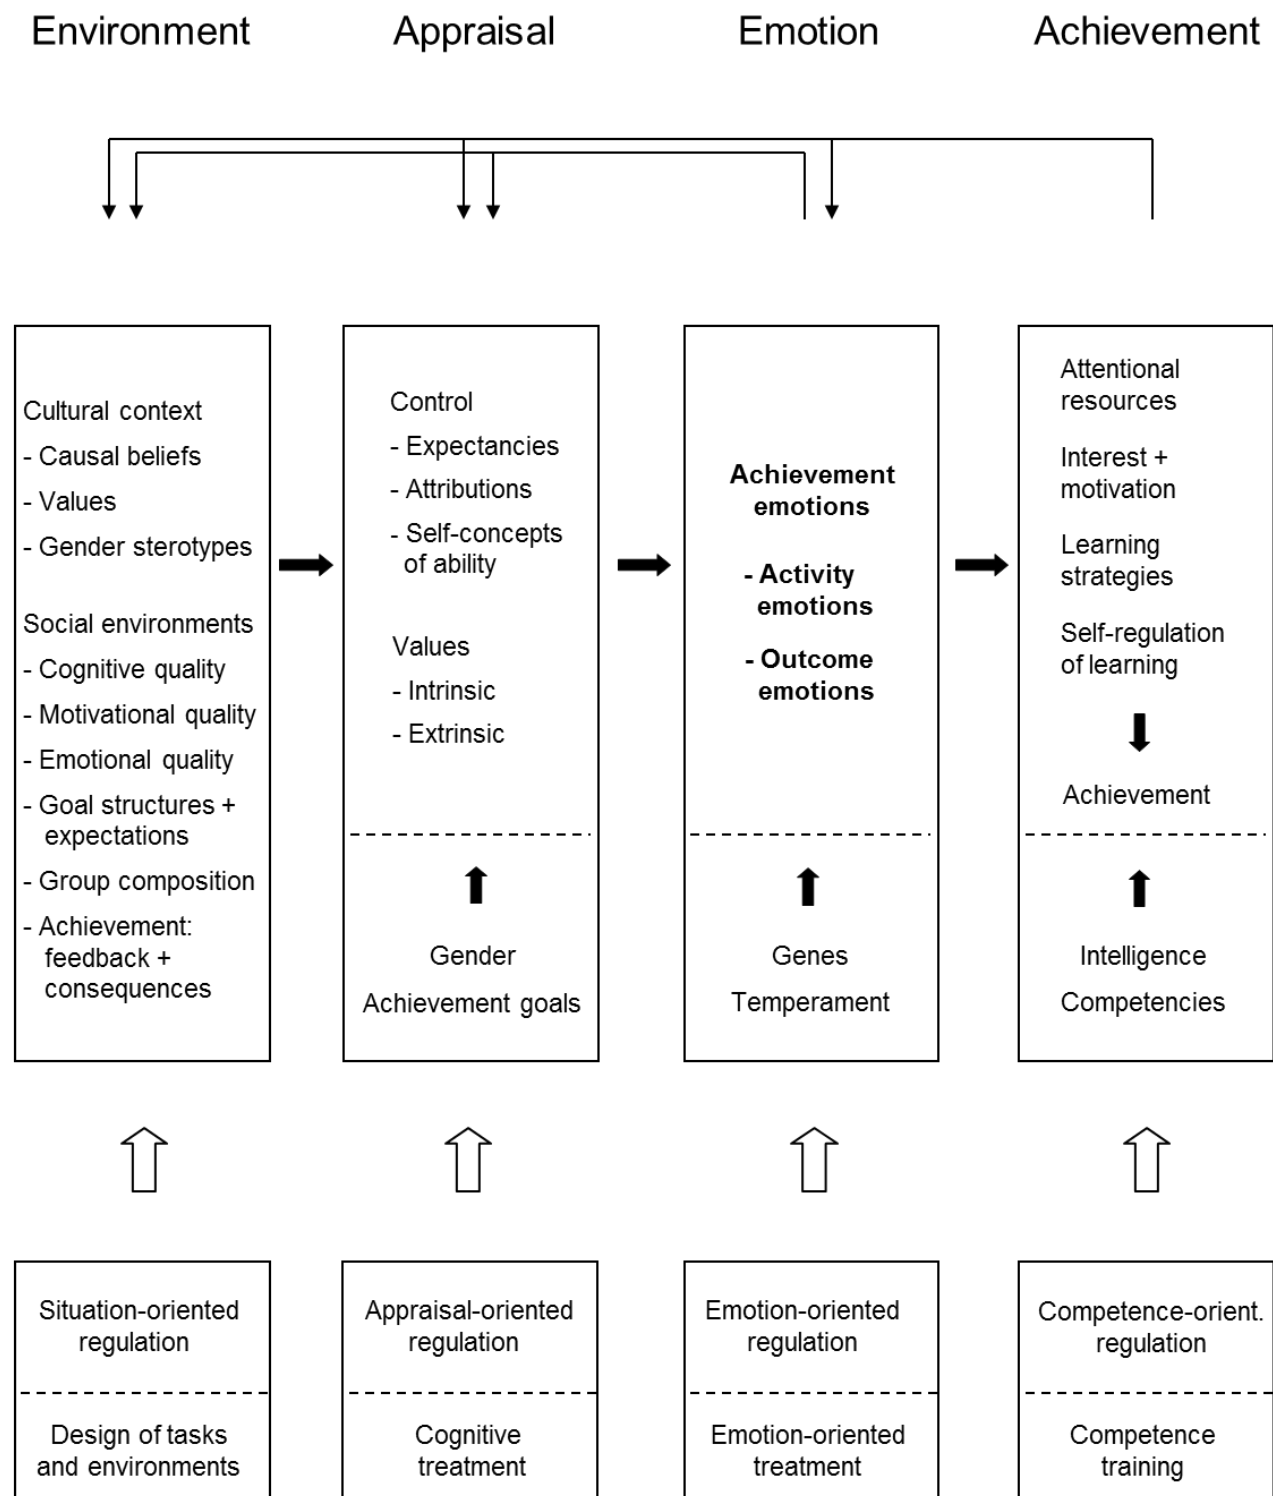 Environment
Appraisal
Emotion
Achievement
Cultural context
- Causal beliefs
- Values
- Gender sterotypes
Social environments
- Cognitive quality
- Motivational quality
- Emotional quality
- Goal structures +
expectations
- Group composition
- Achievement:
feedback +
consequences
Control
- Expectancies
- Attributions
- Self-concepts
of ability
Values
- Intrinsic
- Extrinsic
Gender
Achievement goals
Achievement
emotions
- Activity
emotions
- Outcome
emotions
Genes
Temperament
Attentional
resources
Interest +
motivation
Learning
strategies
Self-regulation
of learning
Achievement
Intelligence
Competencies
Situation-oriented
regulation
Design of tasks
and environments
Appraisal-oriented
regulation
Cognitive
treatment
Emotion-oriented
regulation
Emotion-oriented
treatment
Competence-orient.
regulation
Competence
training